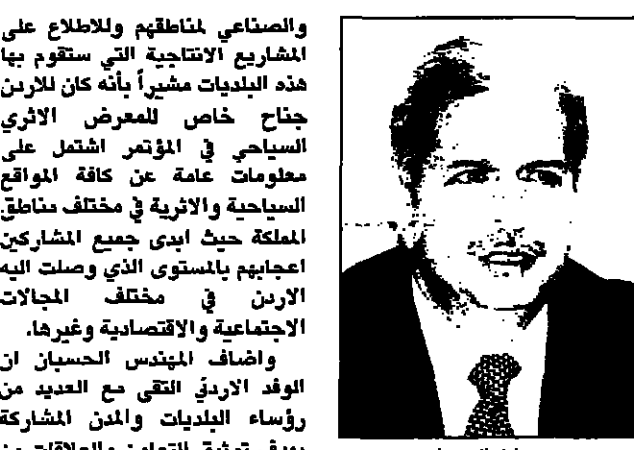 والصناعي لمناطقهم وللاطلاع على
المشاريع الانتاجية التي ستقوم بها
هذه البلديات مشيراً بأنه كان للاردن
جناح خاص للمعرض الاثري
السياحي في المؤتمر اشتمل على
معلومات عامة عن كافة المواقع
السياحية والاثرية في مختلف مناطق
المملكة حيث ابدى جميع المشاركين
اعجابهم بالمستوى الذي وصلت اليه
الاردن في مختلف المجالات
الاجتماعية والاقتصادية وغيرها.
واضاف المهندس الحسبان ان
الوفد الاردني التقى مع العديد من
رؤساء البلديات والمدن المشاركة
التعاون والعلاقات